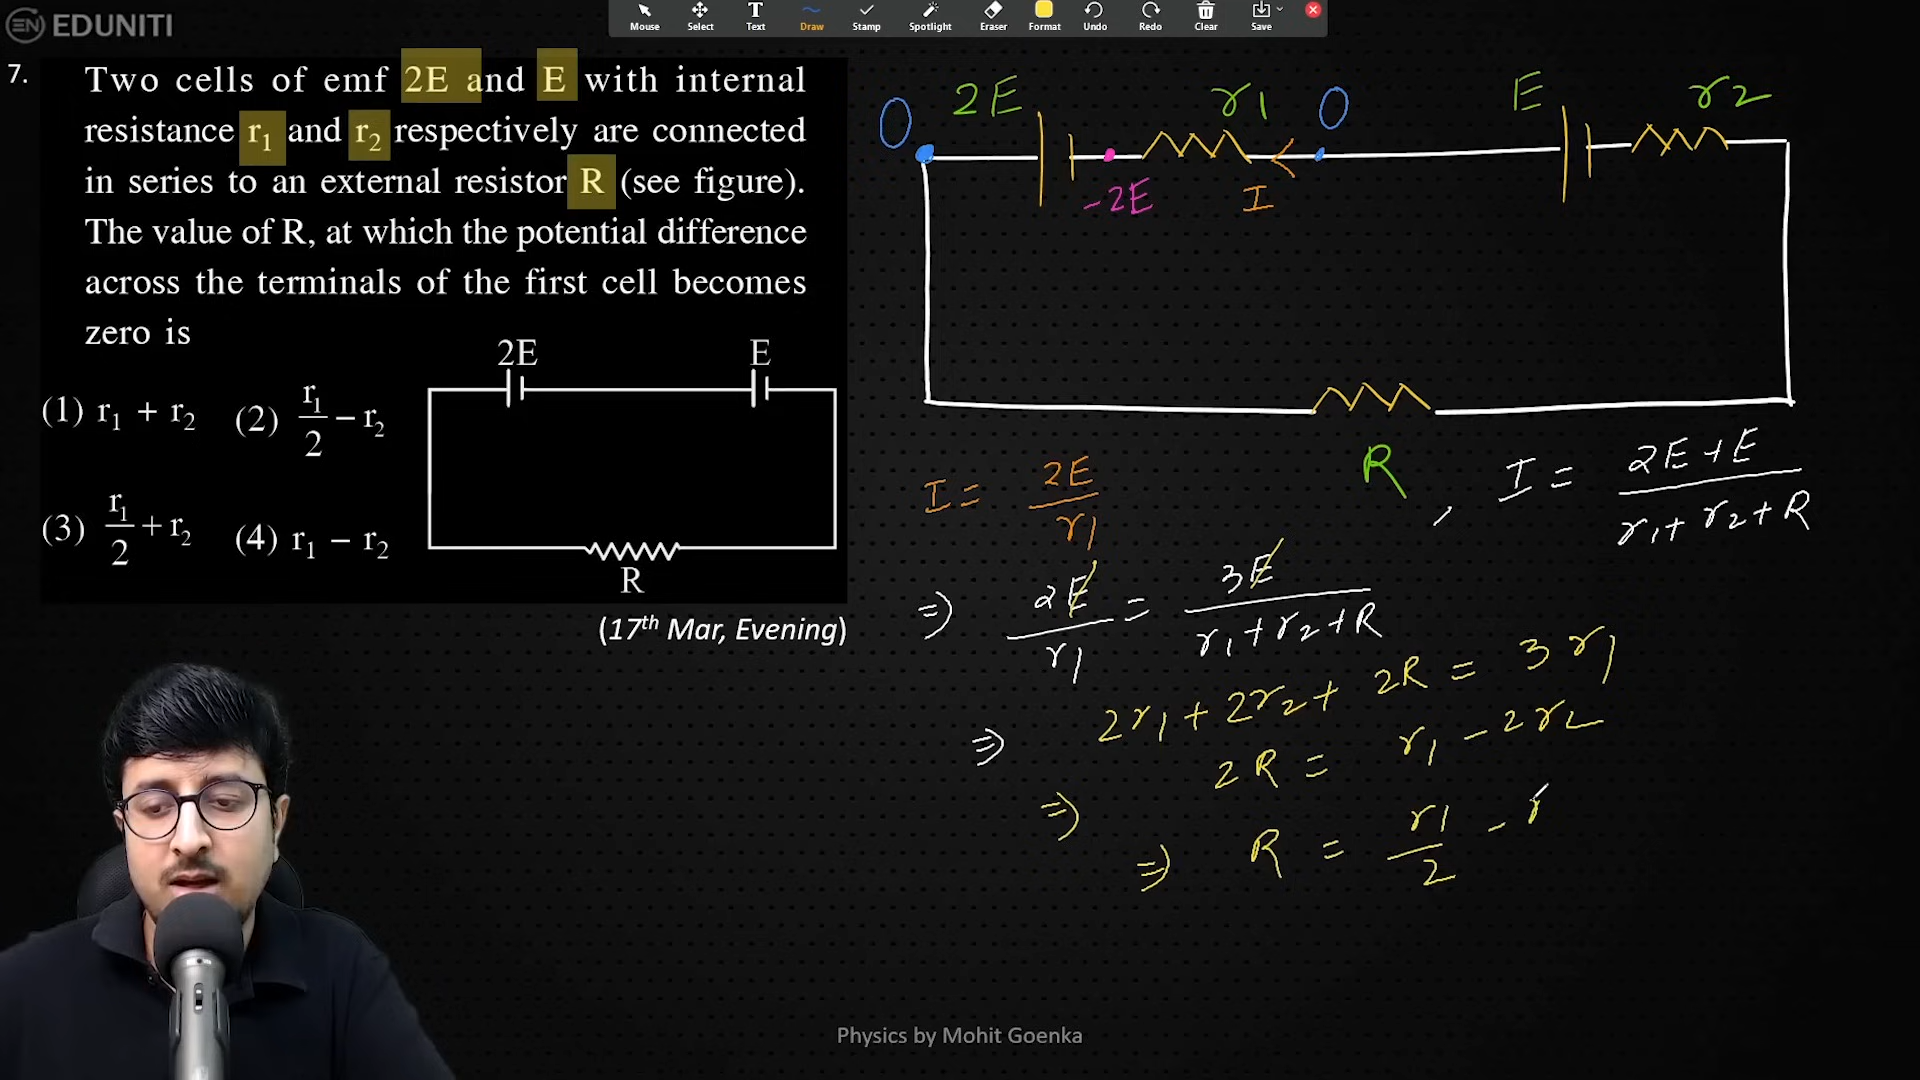 EN EDUNITI
Mouse Select Text Draw Stamp Spotlight Eraser Format Undo Redo Clear Save
7. Two cells of emf 2E and E with internal
resistance r₁ and r₂ respectively are connected
in series to an external resistor R (see figure).
The value of R, at which the potential difference
across the terminals of the first cell becomes
zero is
(1) r₁ + r₂ (2) r₁/2 – r₂
(3) r₁/2 + r₂ (4) r₁ – r₂
2E E
R
(17th Mar, Evening)
0 2E r1 0 E r2
-2E I
R
I = 2E/r1 , I = 2E+E/r1+r2+R
⇒ 2E/r1 = 3E/r1+r2+R
⇒ 2r1+2r2+2R = 3r1
⇒ 2R = r1-2r2
⇒ R = r1/2 - r
Physics by Mohit Goenka